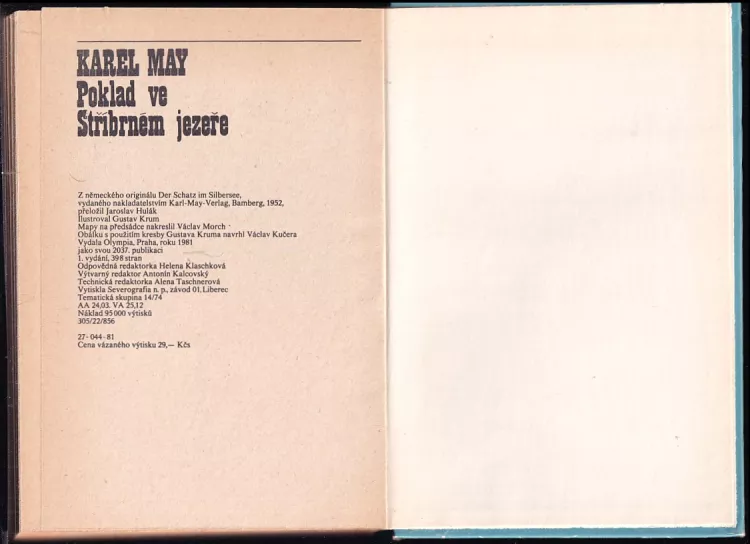 KAREL MAY
Poklad ve
Stříbrném jezeře
Z německého originálu Der Schatz im Silbersee,
vydaného nakladatelstvím Karl-May-Verlag, Bamberg, 1952,
přeložil Jaroslav Hulák
Ilustroval Gustav Krum
Mapy na předsádce nakreslil Václav Morch
Obálku s použitím kresby Gustava Kruma navrhl Václav Kučera
Vydala Olympia, Praha, roku 1981
jako svou 2037. publikaci
1. vydání, 398 stran
Odpovědná redaktorka Helena Klaschková
Výtvarný redaktor Antonín Kalcovský
Technická redaktorka Alena Taschnerová
Vytiskla Severografia n. p., závod 01. Liberec
Tematická skupina 14/74
AA 24,03. VA 25,12
Náklad 95 000 výtisků
305/22/856
27-044-81
Cena vázaného výtisku 29,— Kčs